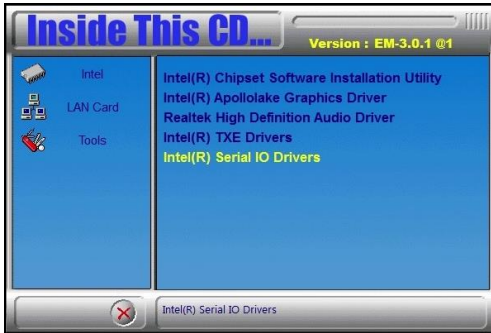 Inside This CD...
Version : EM-3.0.1 @1
Intel
LAN Card
Tools
Intel(R) Chipset Software Installation Utility
Intel(R) Apollolake Graphics Driver
Realtek High Definition Audio Driver
Intel(R) TXE Drivers
Intel(R) Serial IO Drivers
Intel(R) Serial IO Drivers